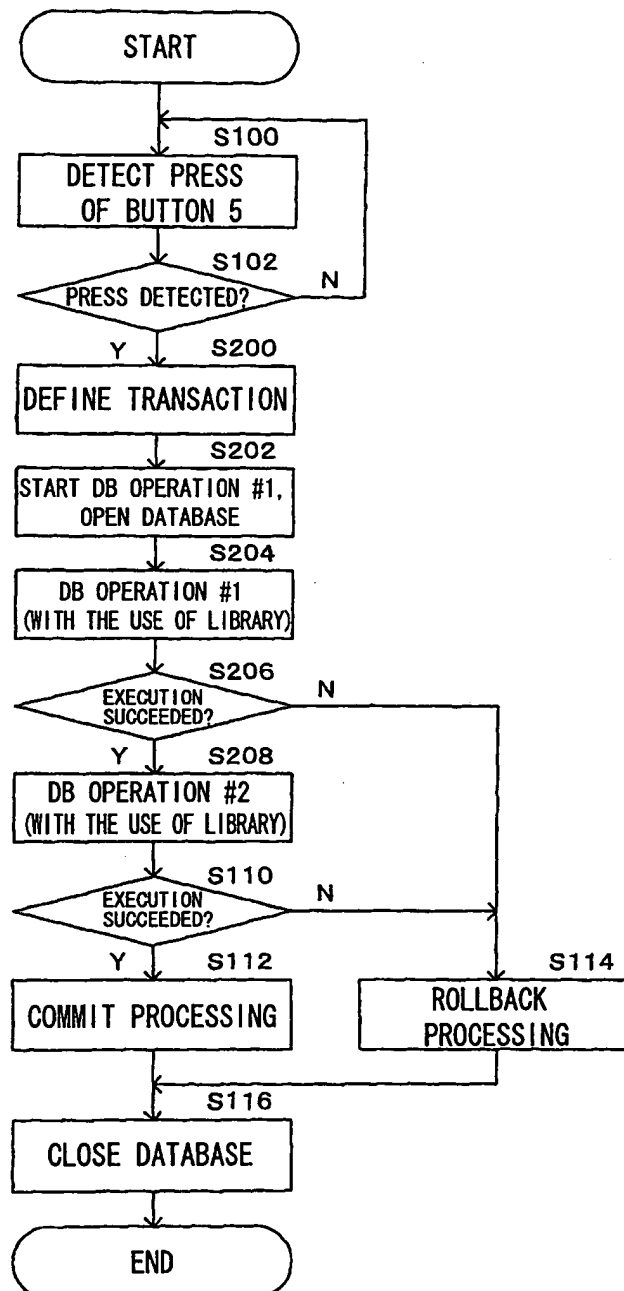 START
S100
DETECT PRESS
OF BUTTON 5
S102
N
PRESS DETECTED?
Y
S200
DEFINE TRANSACTION
S202
START DB OPERATION #1,
OPEN DATABASE
S204
DB OPERATION #1
(WITH THE USE OF LIBRARY)
S206
N
EXECUTION
SUCCEEDED?
Y
S208
DB OPERATION #2
(WITH THE USE OF LIBRARY)
S110
N
EXECUTION
SUCCEEDED?
Y
S112
S114
COMMIT PROCESSING
ROLLBACK
PROCESSING
S116
CLOSE DATABASE
END